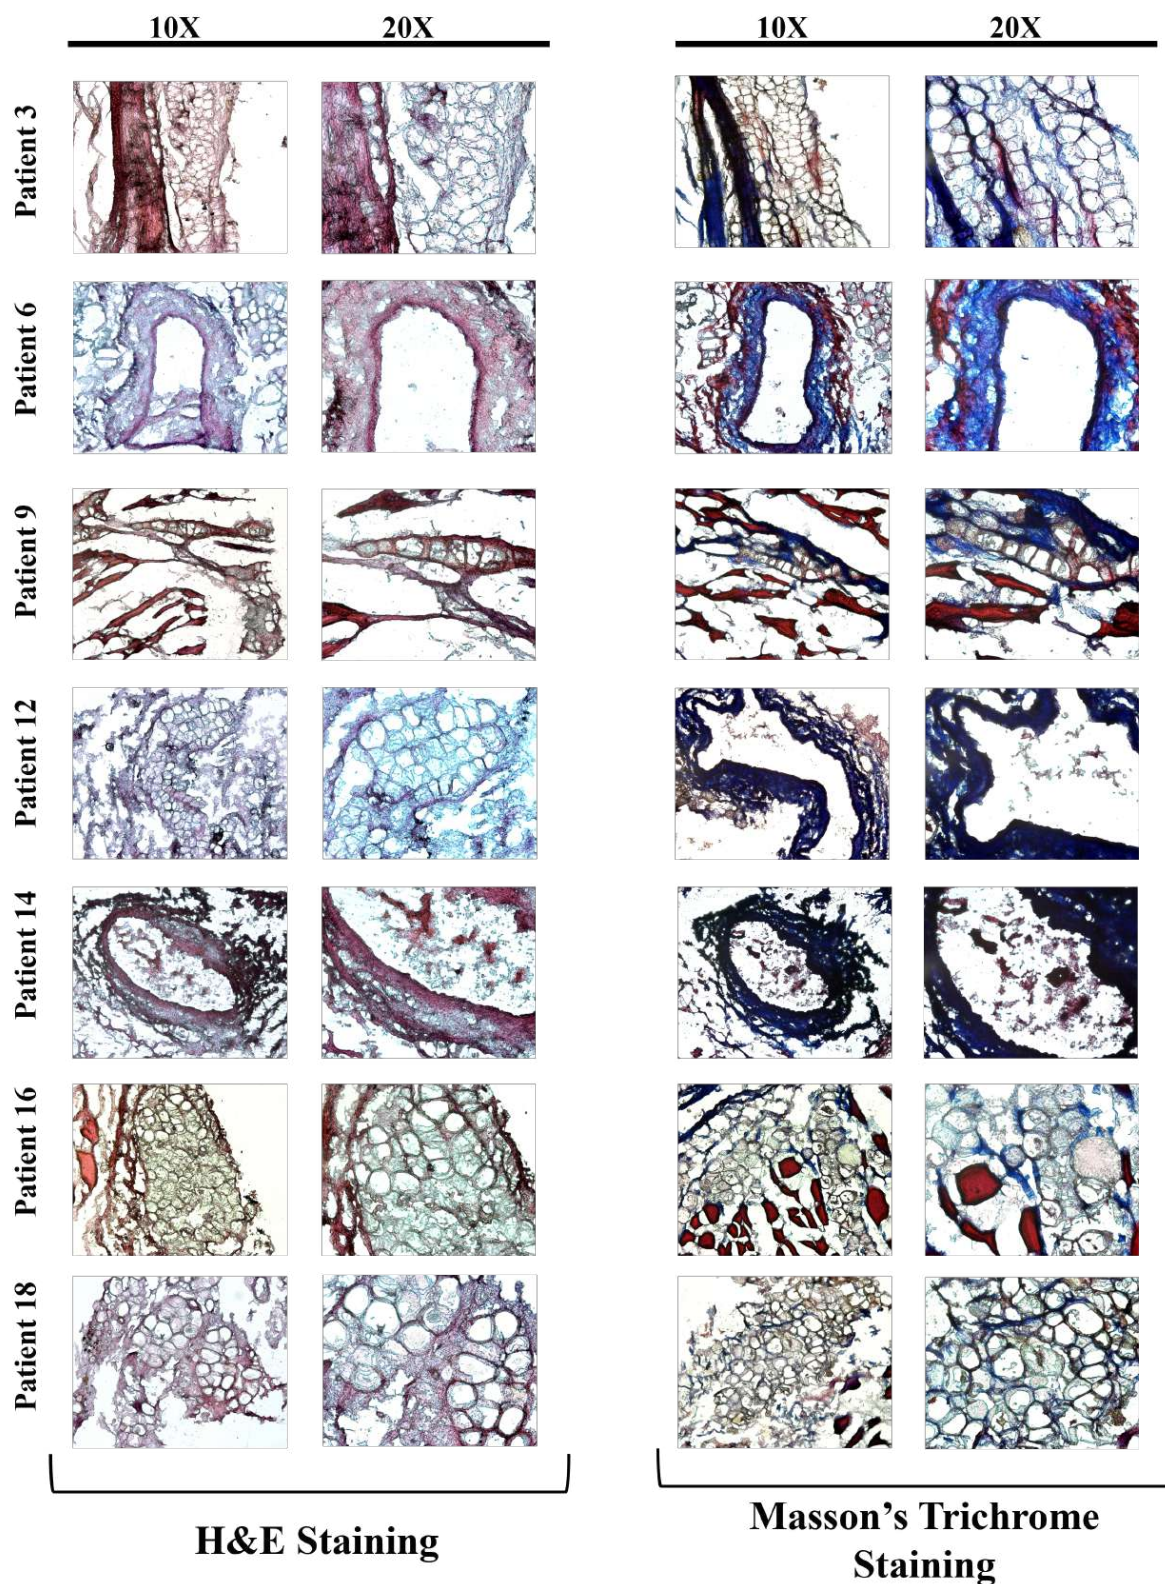 10X 20X 10X 20X
Patient 3
Patient 6
Patient 9
Patient 12
Patient 14
Patient 16
Patient 18
H&E Staining
Masson's Trichrome
Staining